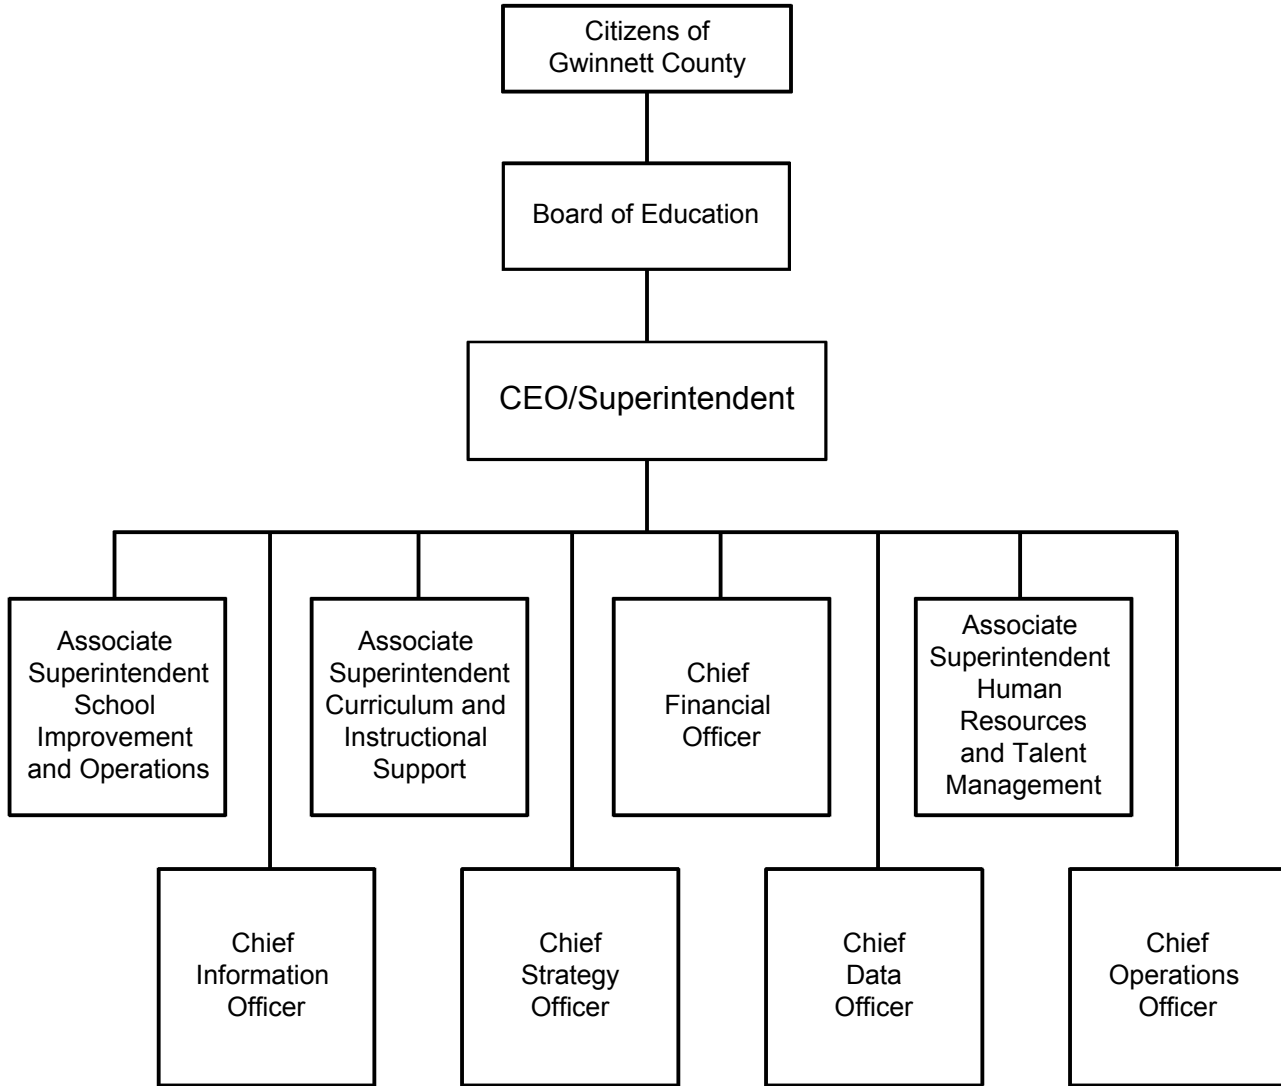 Citizens of
Gwinnett County
Board of Education
CEO/Superintendent
Associate
Superintendent
School
Improvement
and Operations
Associate
Superintendent
Curriculum and
Instructional
Support
Chief
Financial
Officer
Associate
Superintendent
Human
Resources
and Talent
Management
Chief
Information
Officer
Chief
Strategy
Officer
Chief
Data
Officer
Chief
Operations
Officer